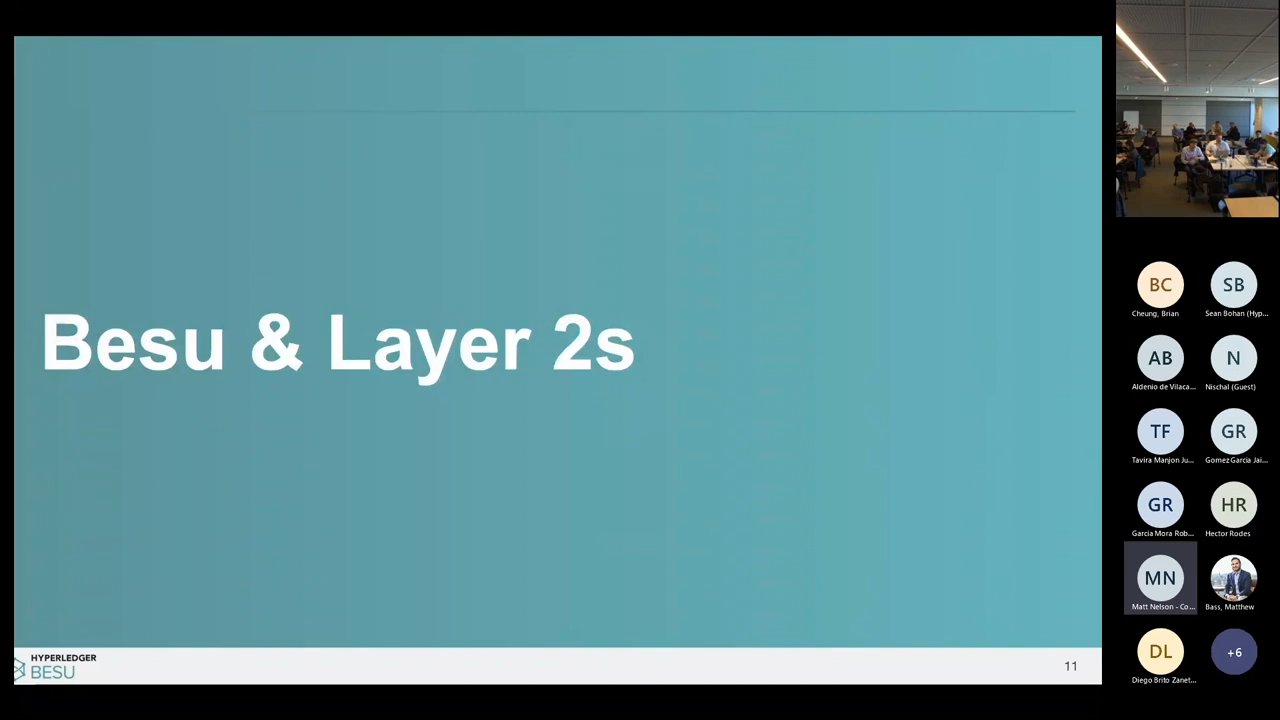 Besu & Layer 2s
HYPERLEDGER
BESU
11
BC
Cheung, Brian
SB
Sean Bohan (Hyp...
AB
Aldenio de Vilaca...
N
Nischal (Guest)
TF
Tavira Manjon Ju...
GR
Gomez Garcia Jai...
GR
Garcia Mora Rob...
HR
Hector Rodes
MN
Matt Nelson - Co...
Bass, Matthew
DL
Diego Brito Zanet...
+6